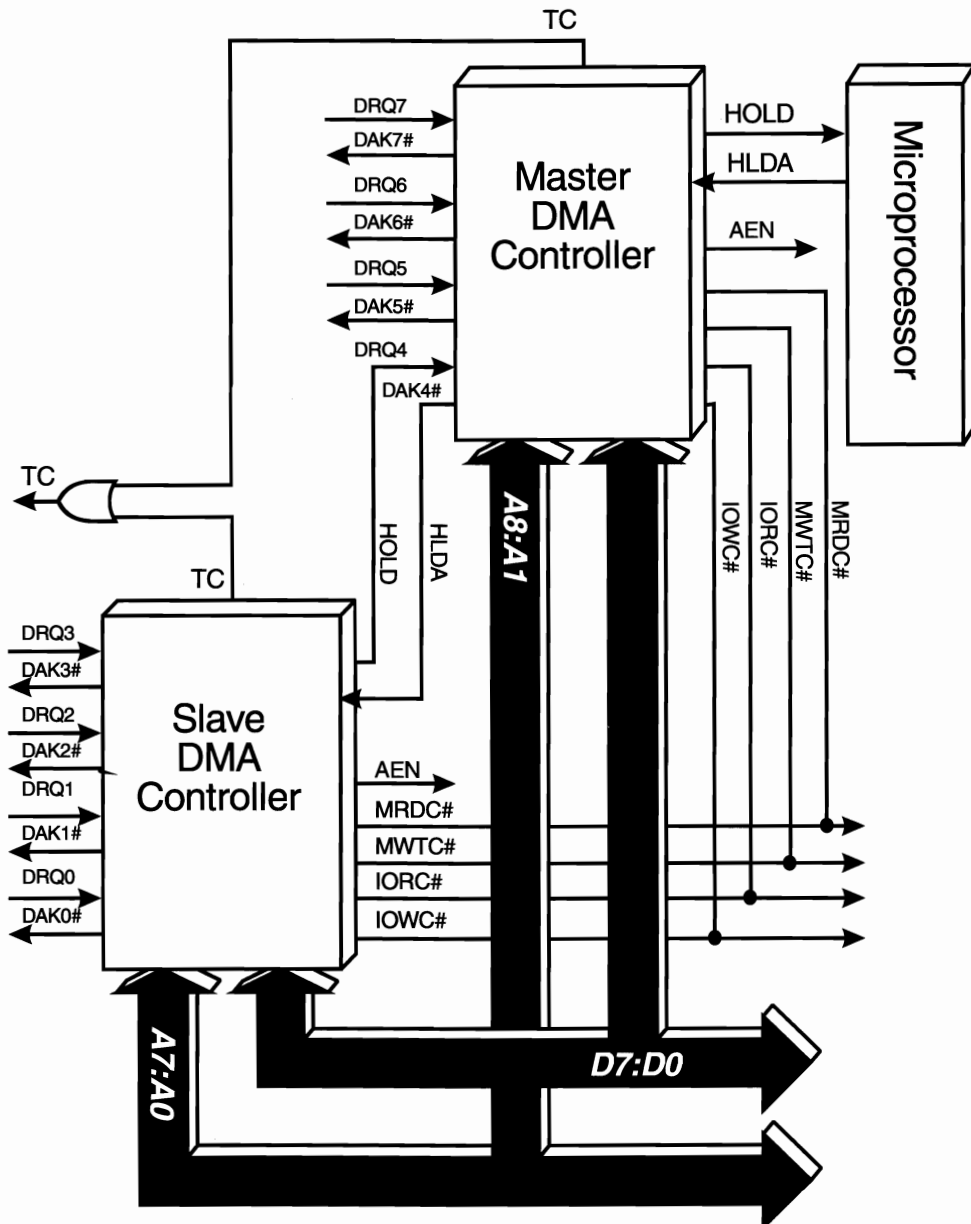 TC
DRQ7
DAK7#
DRQ6
DAK6#
DRQ5
DAK5#
DRQ4
DAK4#
Master
DMA
Controller
HOLD
HLDA
AEN
Microprocessor
TC
HOLD
HLDA
A8:A1
IOWC#
IORC#
MWTC#
MRDC#
TC
DRQ3
DAK3#
DRQ2
DAK2#
DRQ1
DAK1#
DRQ0
DAK0#
Slave
DMA
Controller
AEN
MRDC#
MWTC#
IORC#
IOWC#
A7:A0
D7:D0